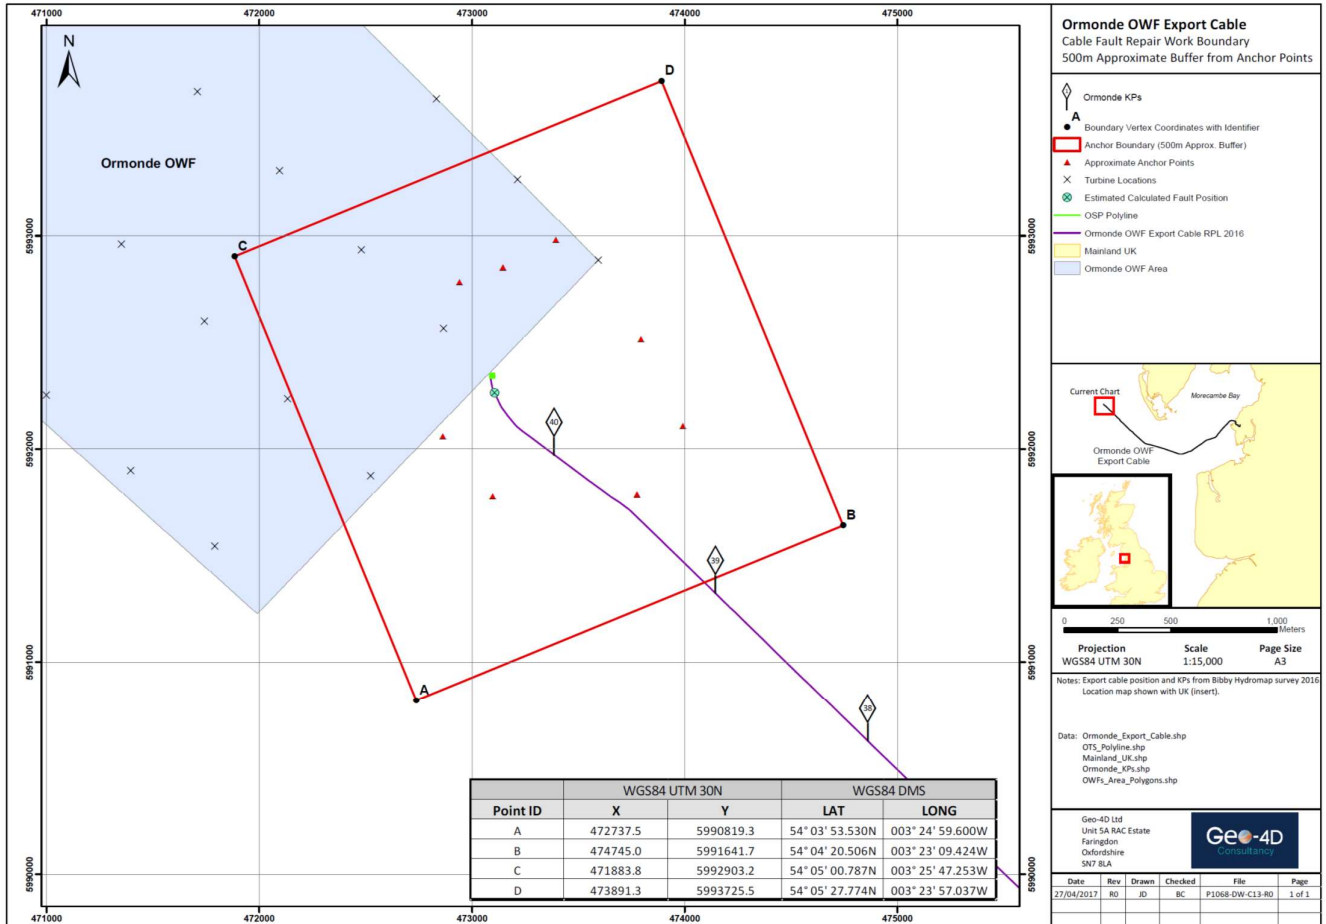 471000 472000 473000 474000 475000
N
Ormonde OWF
D
C
B
A
5993000
5992000
5991000
5990000
5993000
5992000
5991000
5990000
40
39
38
WGS84 UTM 30N WGS84 DMS
Point ID X Y LAT LONG
A 472737.5 5990819.3 54° 03' 53.530N 003° 24' 59.600W
B 474745.0 5991641.7 54° 04' 20.506N 003° 23' 09.424W
C 471883.8 5992903.2 54° 05' 00.787N 003° 25' 47.253W
D 473891.3 5993725.5 54° 05' 27.774N 003° 23' 57.037W
471000 472000 473000 474000 475000
Ormonde OWF Export Cable
Cable Fault Repair Work Boundary
500m Approximate Buffer from Anchor Points
Ormonde KPs
A
Boundary Vertex Coordinates with Identifier
Anchor Boundary (500m Approx. Buffer)
Approximate Anchor Points
Turbine Locations
Estimated Calculated Fault Position
OSP Polyline
Ormonde OWF Export Cable RPL 2016
Mainland UK
Ormonde OWF Area
Current Chart
Morecambe Bay
Ormonde OWF
Export Cable
0 250 500 1,000
Meters
Projection Scale Page Size
WGS84 UTM 30N 1:15,000 A3
Notes: Export cable position and KPs from Bibby Hydromap survey 2016
Location map shown with UK (insert).
Data: Ormonde_Export_Cable.shp
OTS_Polyline.shp
Mainland_UK.shp
Ormonde_KPs.shp
OWFs_Area_Polygons.shp
Geo-4D Ltd
Unit 5A RAC Estate
Faringdon
Oxfordshire
SN7 8LA
Geo-4D
Consultancy
Date Rev Drawn Checked File Page
27/04/2017 R0 JD BC P1068-DW-C13-R0 1 of 1